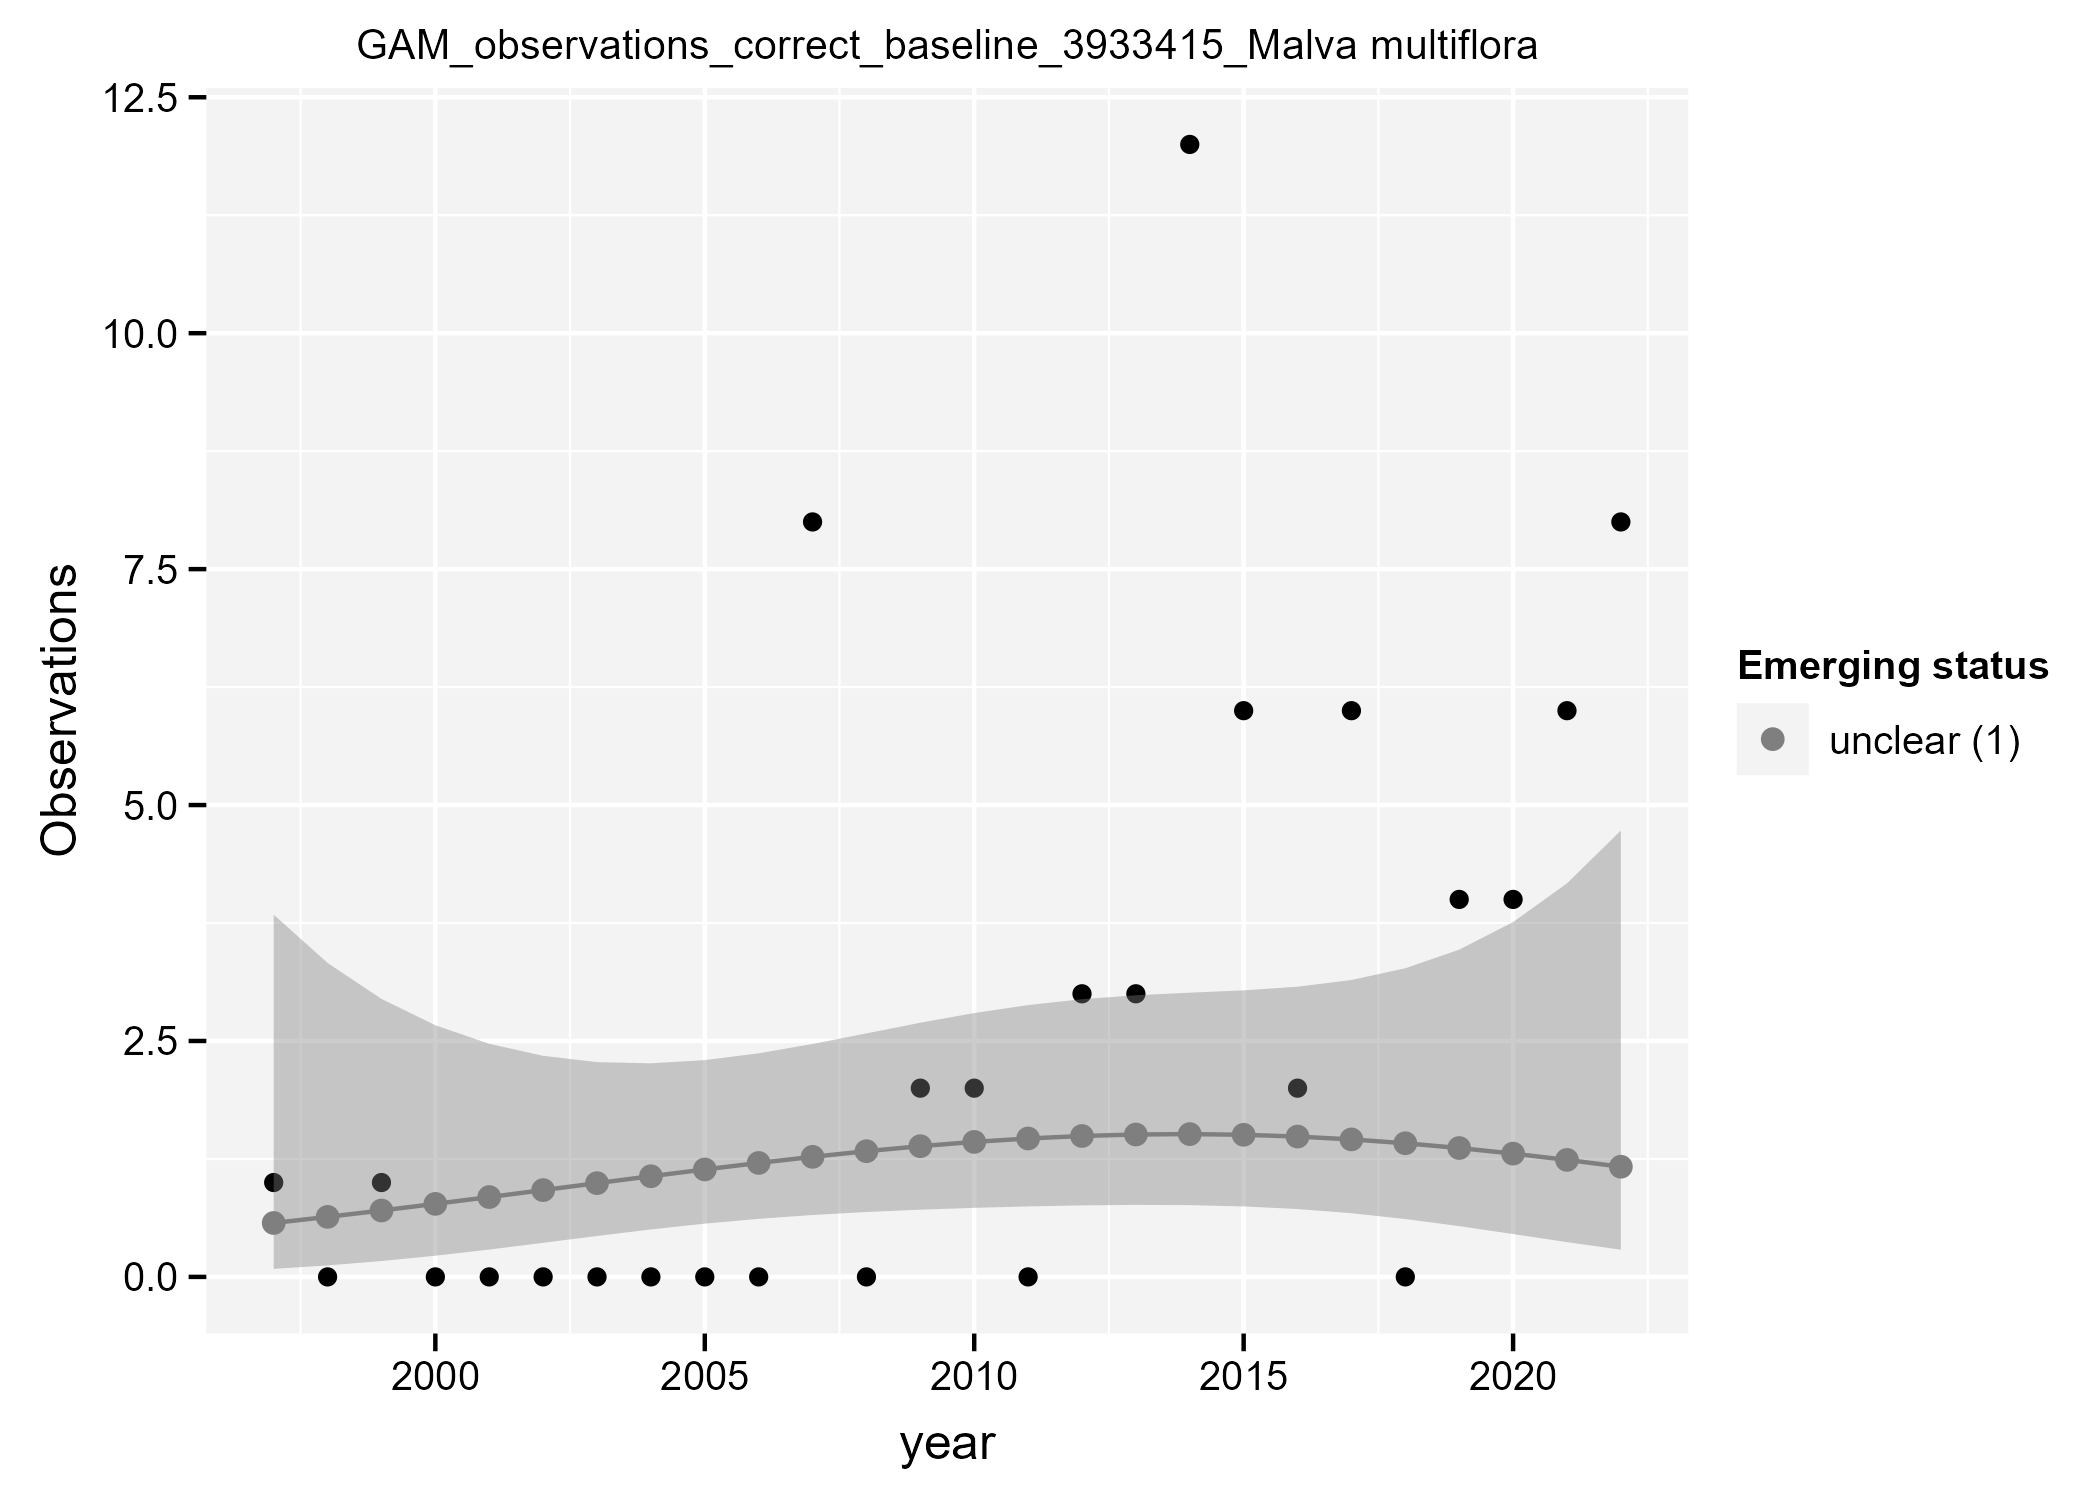 GAM_observations_correct_baseline_3933415_Malva multiflora
12.5
10.0
7.5
5.0
2.5
0.0
Observations
2000 2005 2010 2015 2020
year
Emerging status
unclear (1)